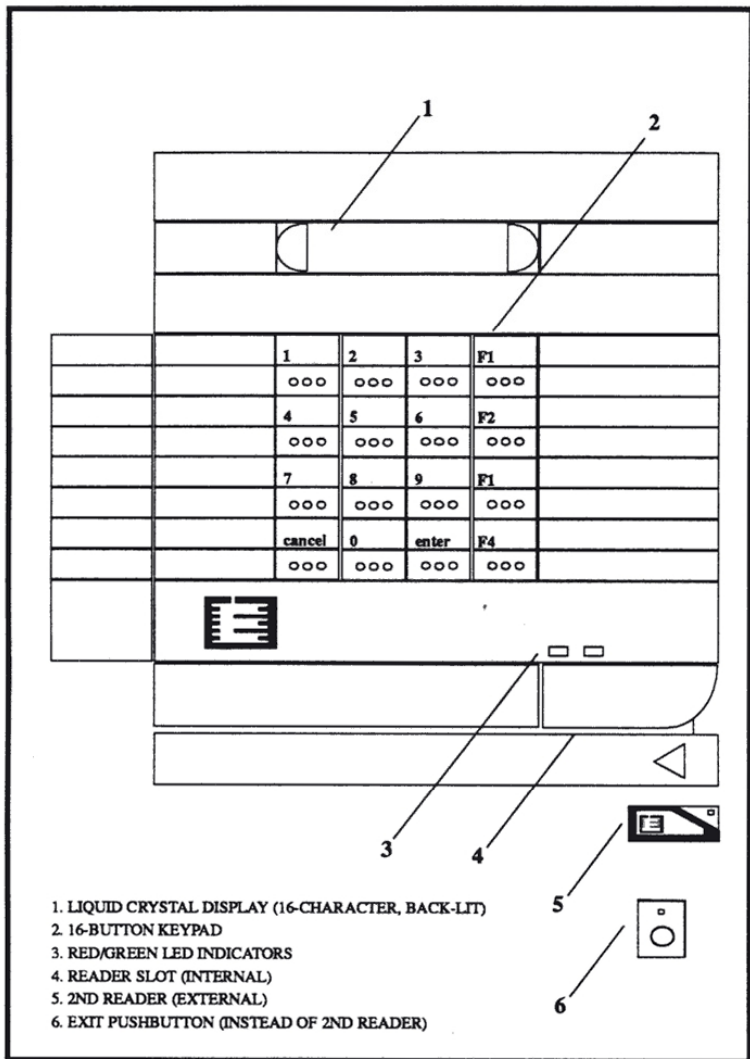 1
2
1 2 3 F1
4 5 6 F2
7 8 9 F1
cancel 0 enter F4
3
4
5
6
1. LIQUID CRYSTAL DISPLAY (16-CHARACTER, BACK-LIT)
2. 16-BUTTON KEYPAD
3. RED/GREEN LED INDICATORS
4. READER SLOT (INTERNAL)
5. 2ND READER (EXTERNAL)
6. EXIT PUSHBUTTON (INSTEAD OF 2ND READER)